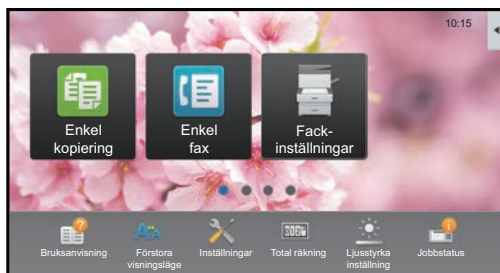 10:15
Enkel
kopiering
Enkel
fax
Fack-
inställningar
Bruksanvisning
Förstora
visningsläge
Inställningar
Total räkning
Ljusstyrka
inställning
Jobbstatus